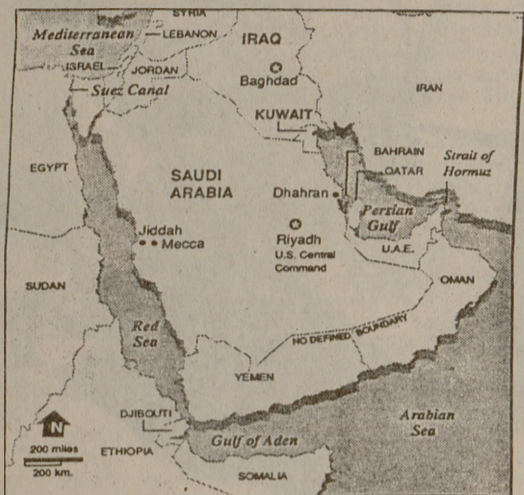 SYRIA
Mediterranean
Sea
LEBANON
IRAQ
ISRAEL
JORDAN
Baghdad
IRAN
Suez Canal
KUWAIT
BAHRAIN
Strait of
Hormuz
QATAR
EGYPT
SAUDI
ARABIA
Dhahran
Persian
Gulf
Jiddah
Mecca
Riyadh
U.S. Central
Command
U.A.E.
OMAN
SUDAN
Red
Sea
NO DEFINED BOUNDARY
YEMEN
DJIBOUTI
Arabian
Sea
N
Gulf of Aden
200 miles
200 km.
ETHIOPIA
SOMALIA